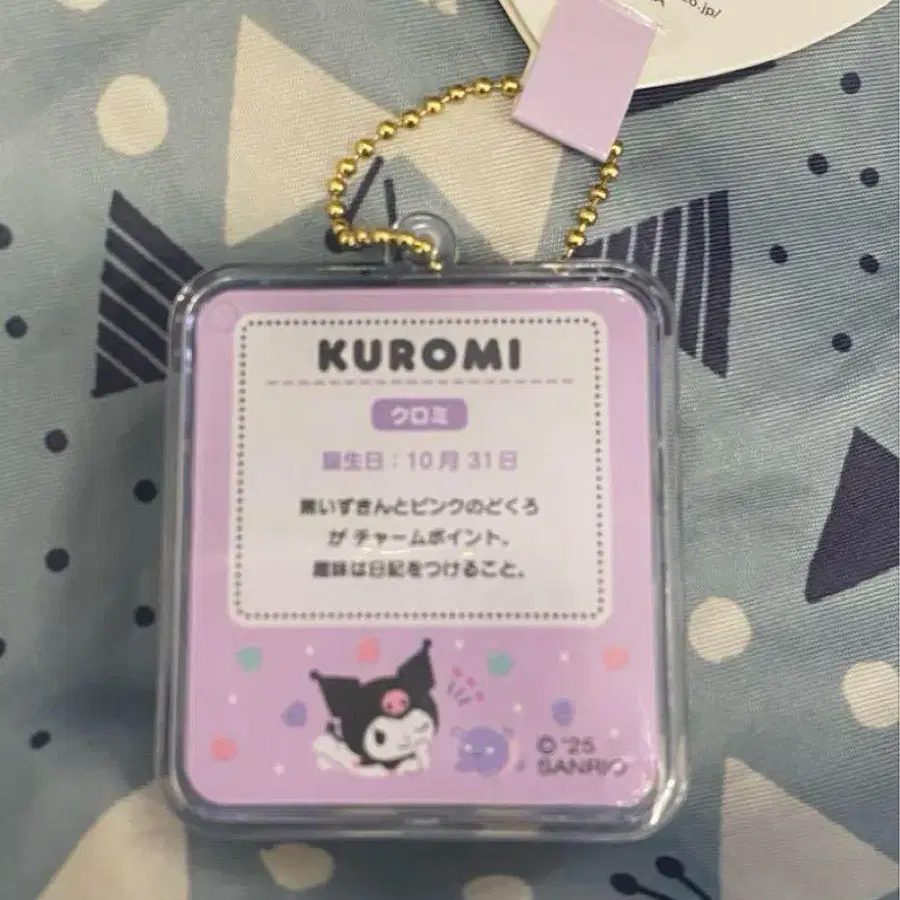 o.jp/
KUROMI
クロミ
誕生日：10月31日
黒いずきんとピンクのどくろ
が チャームポイント。
趣味は日記をつけること。
© '25
SANRIO